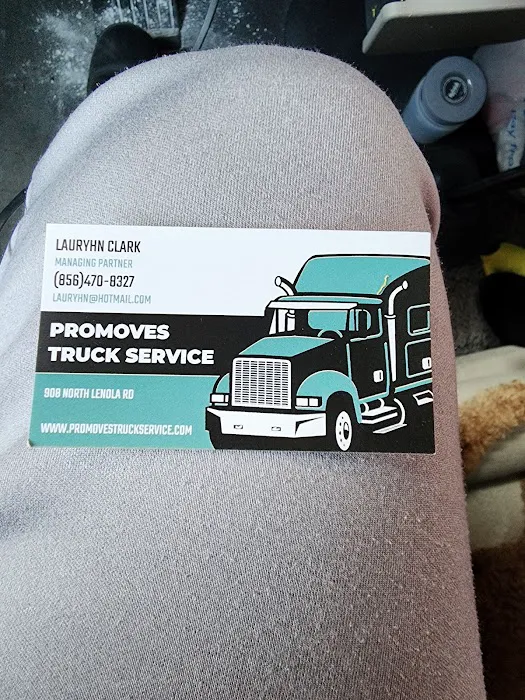 LAURYHN CLARK
MANAGING PARTNER
(856)470-8327
LAURYHN@HOTMAIL.COM
PROMOVES
TRUCK SERVICE
908 NORTH LENOLA RD
WWW.PROMOVESTRUCKSERVICE.COM